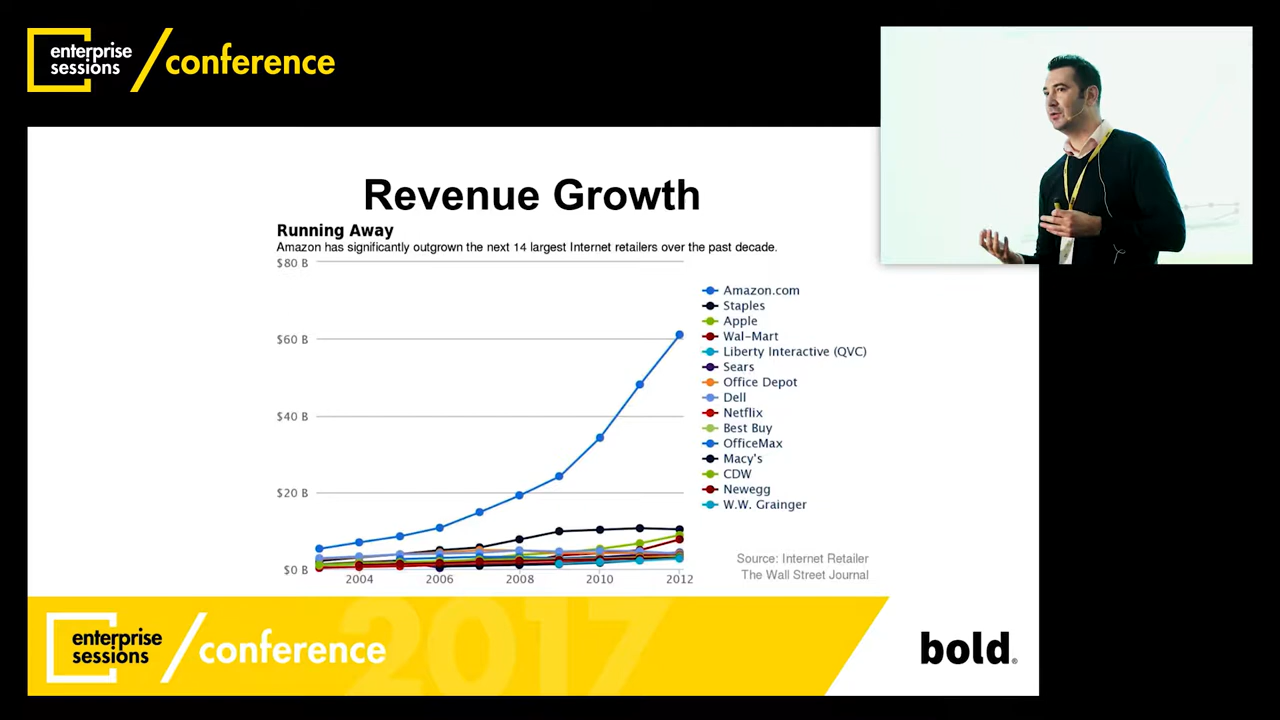 enterprise
sessions
/conference
Revenue Growth
Running Away
Amazon has significantly outgrown the next 14 largest Internet retailers over the past decade.
$80 B
$60 B
$40 B
$20 B
$0 B
2004
2006
2008
2010
2012
Amazon.com
Staples
Apple
Wal-Mart
Liberty Interactive (QVC)
Sears
Office Depot
Dell
Netflix
Best Buy
OfficeMax
Macy's
CDW
Newegg
W.W. Grainger
Source: Internet Retailer
The Wall Street Journal
2017
enterprise
sessions
/conference
bold®